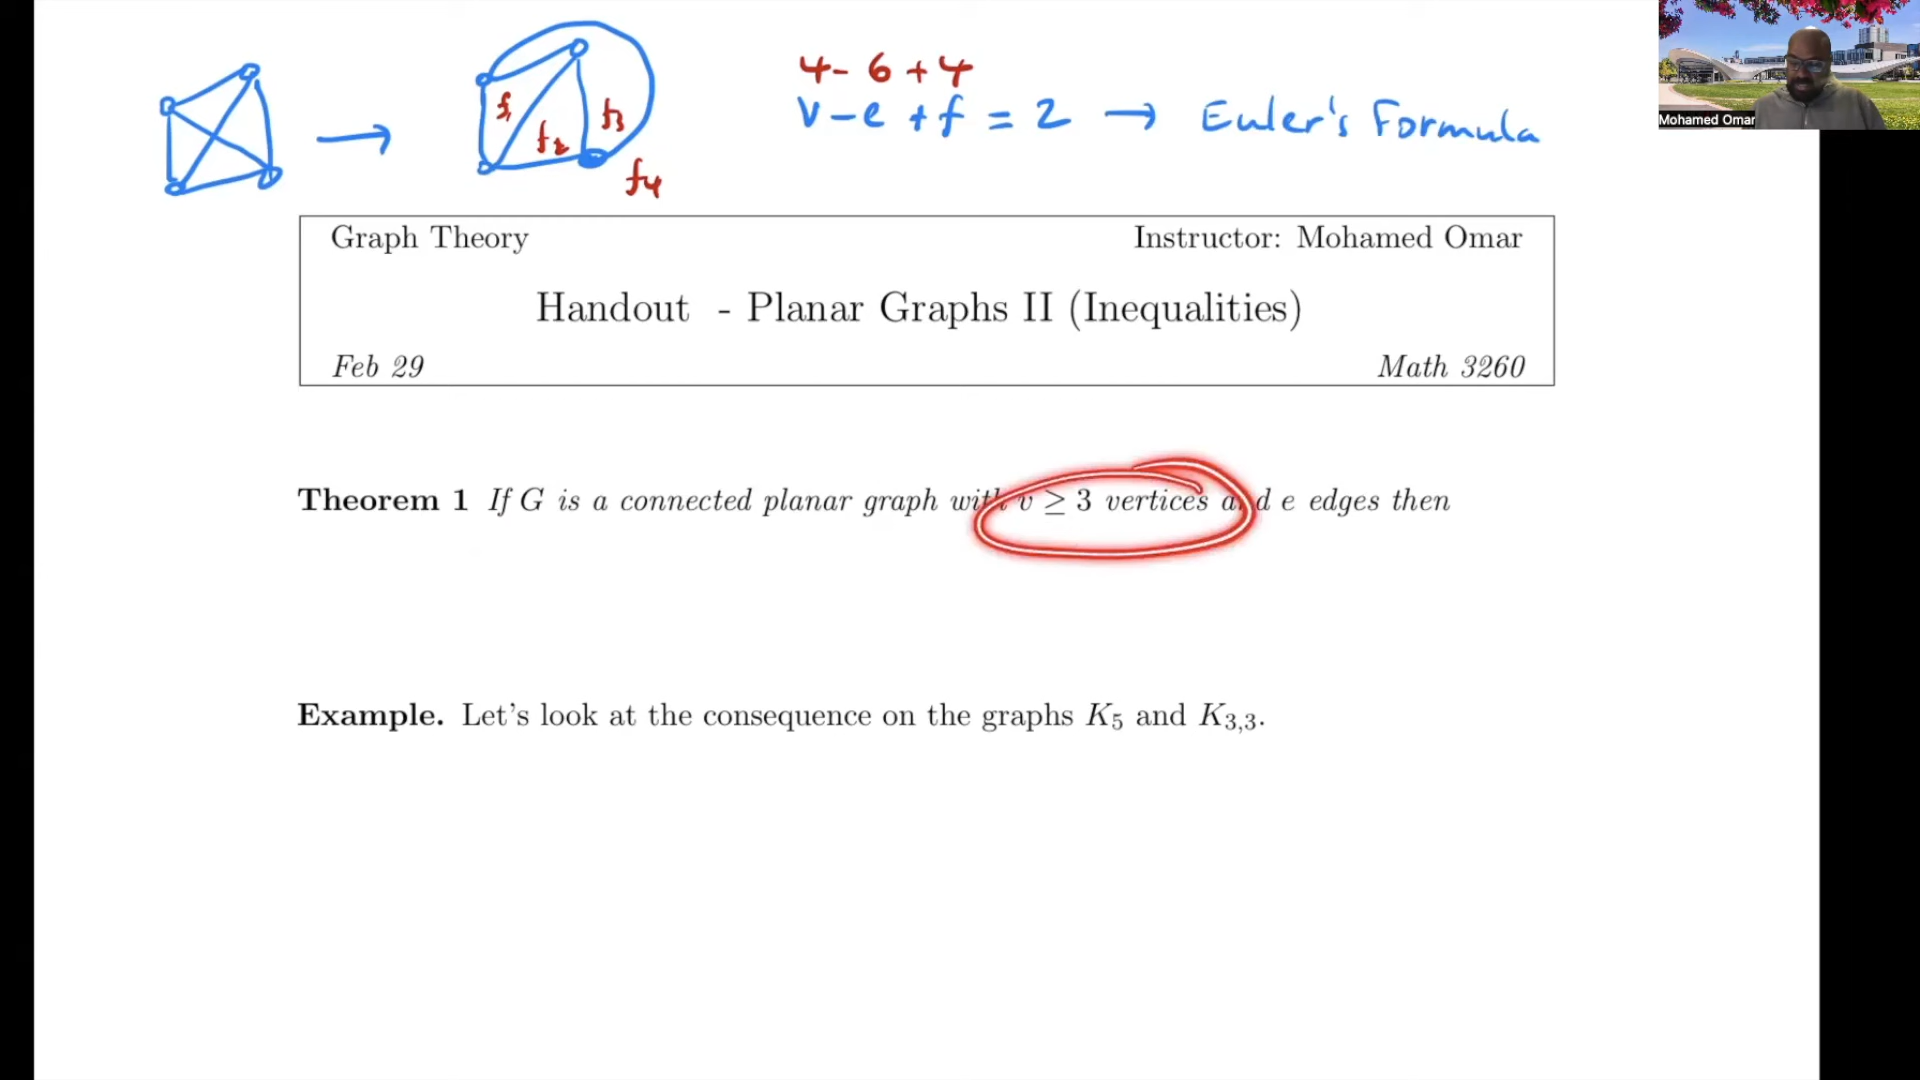 4 - 6 + 4
v - e + f = 2 → Euler's Formula
f1
f2
f3
f4
Mohamed Omar
Graph Theory
Instructor: Mohamed Omar
Handout - Planar Graphs II (Inequalities)
Feb 29
Math 3260
Theorem 1 If G is a connected planar graph with v ≥ 3 vertices and e edges then
Example. Let's look at the consequence on the graphs K₅ and K₃,₃.